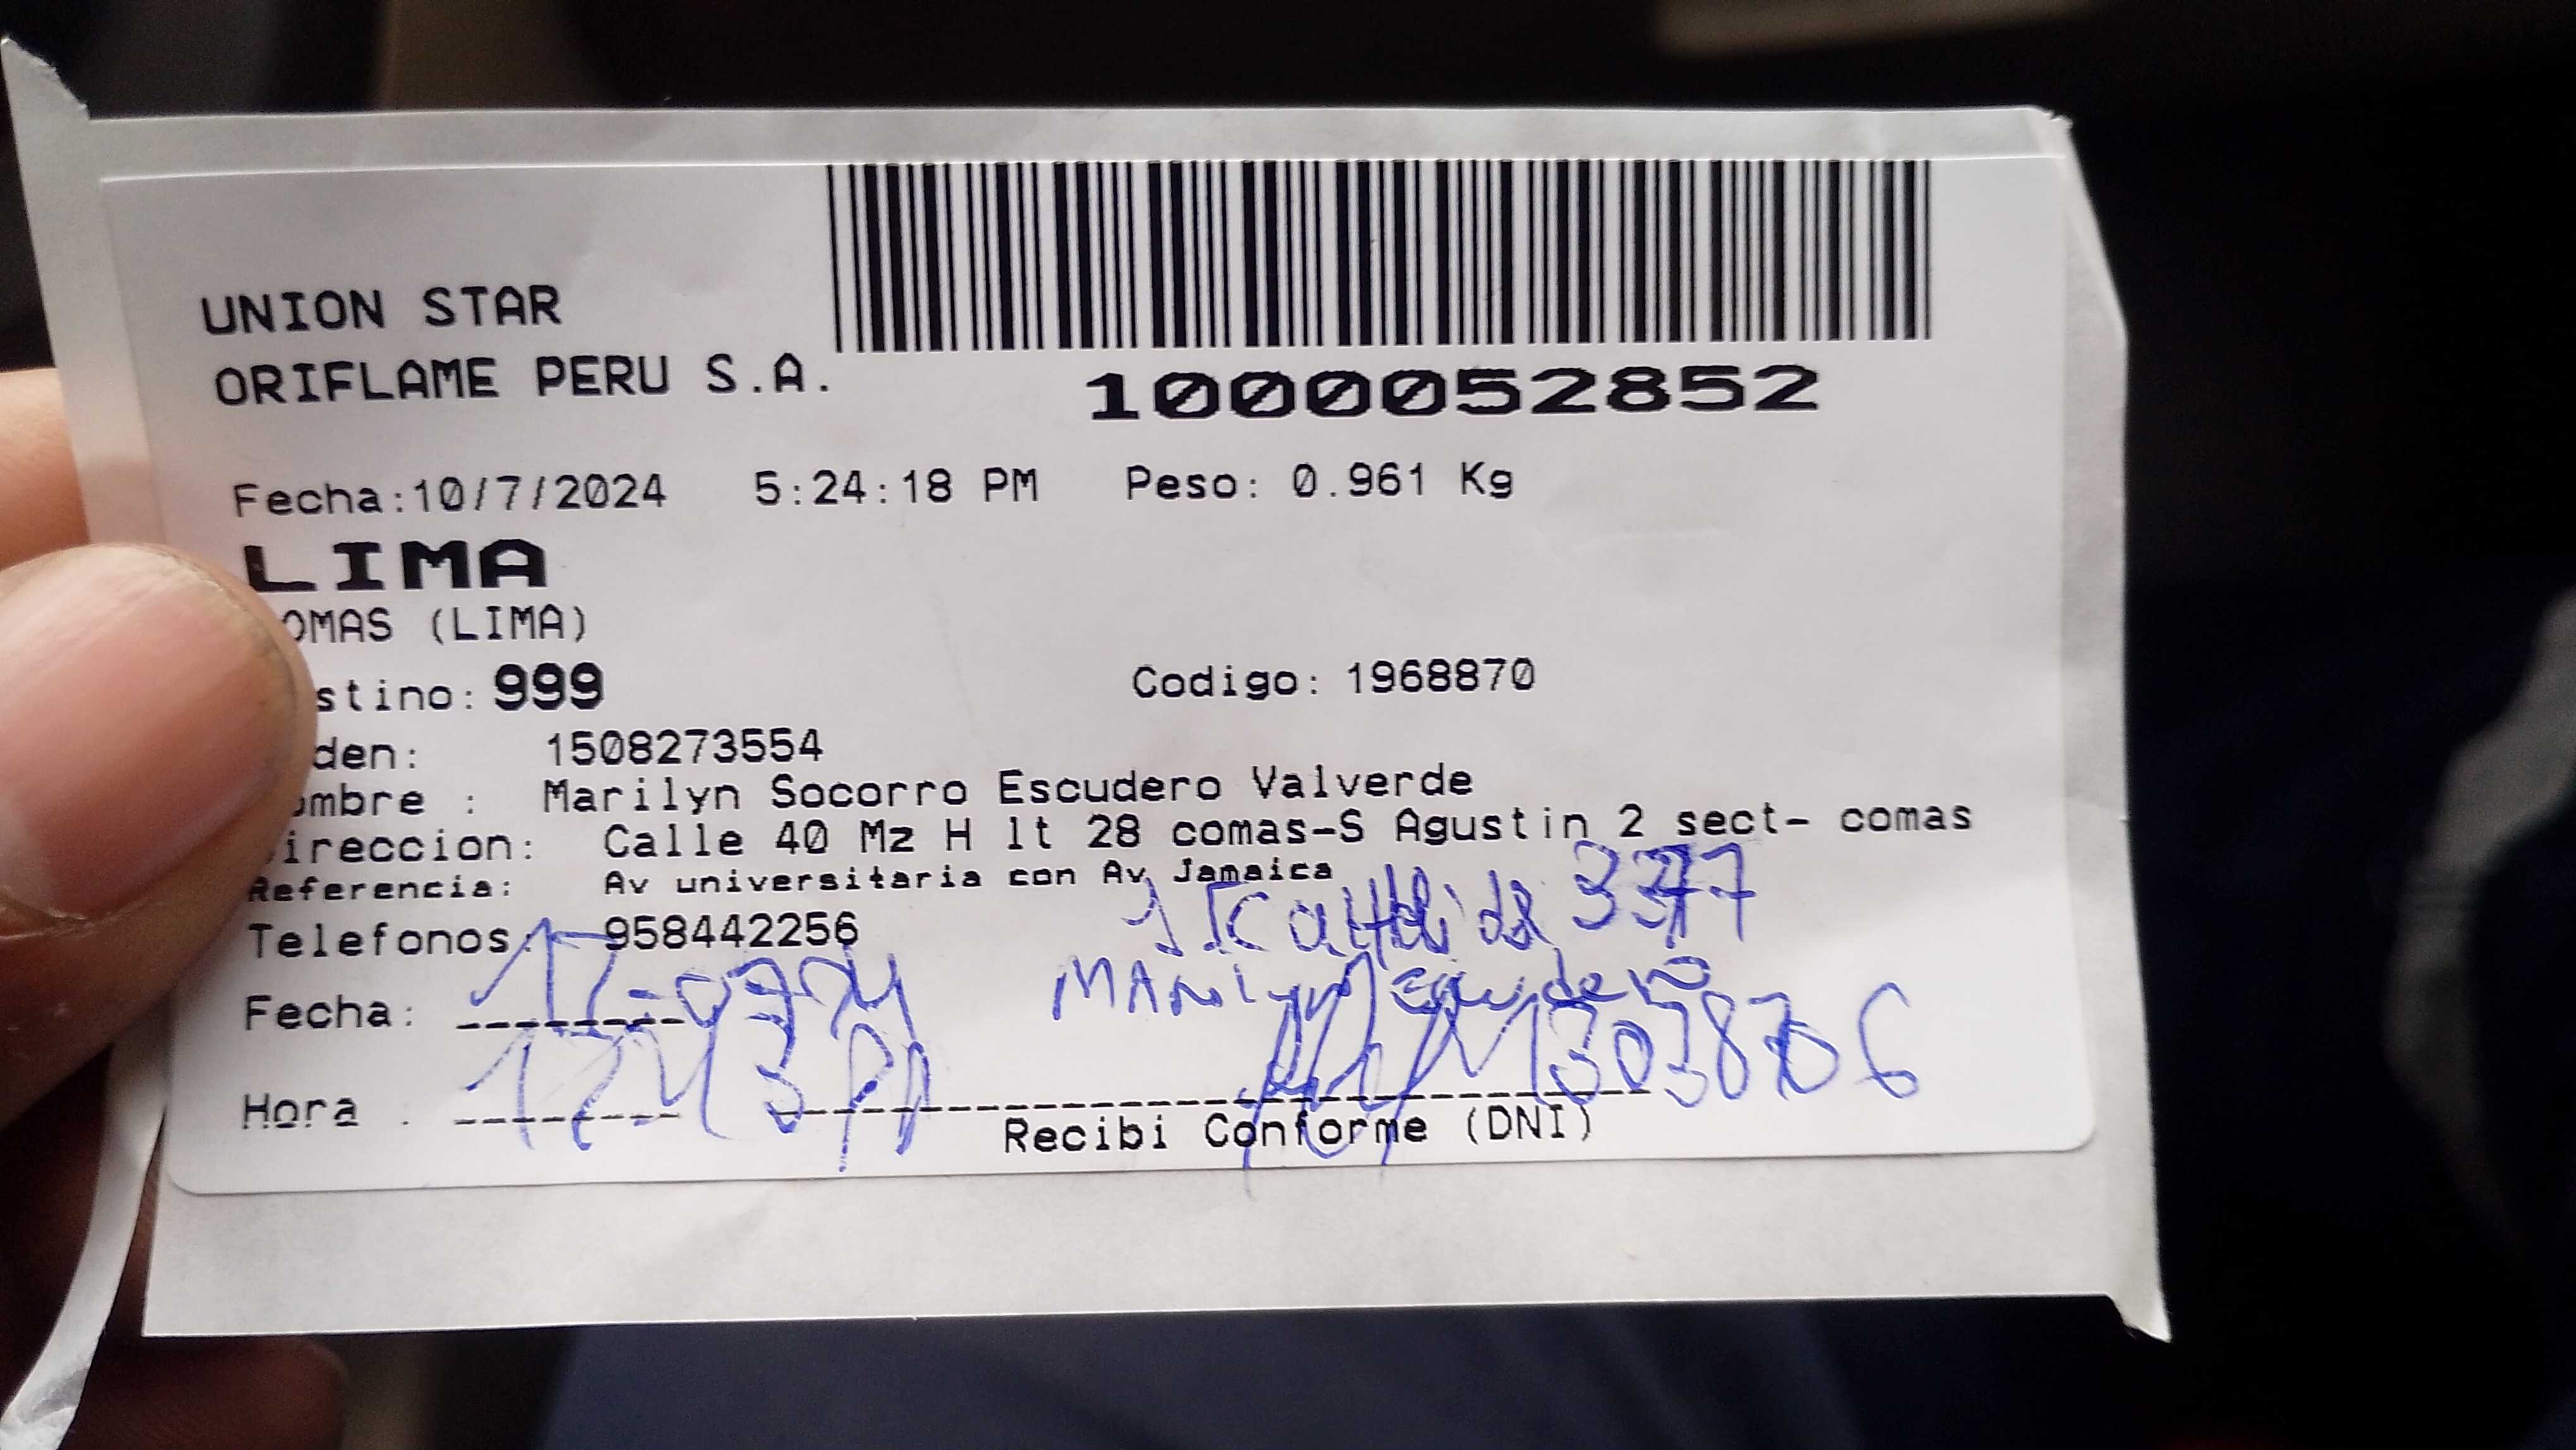 UNION STAR
ORIFLAME PERU S.A.
1000052852
Fecha:10/7/2024 5:24:18 PM Peso: 0.961 Kg
LIMA
OMAS (LIMA)
stino: 999 Codigo: 1968870
den: 1508273554
ombre : Marilyn Socorro Escudero Valverde
ireccion: Calle 40 Mz H lt 28 comas-S Agustin 2 sect- comas
Referencia: Av universitaria con Av Jamaica
Telefonos: 958442256
Fecha:
Hora :
Recibi Conforme (DNI)